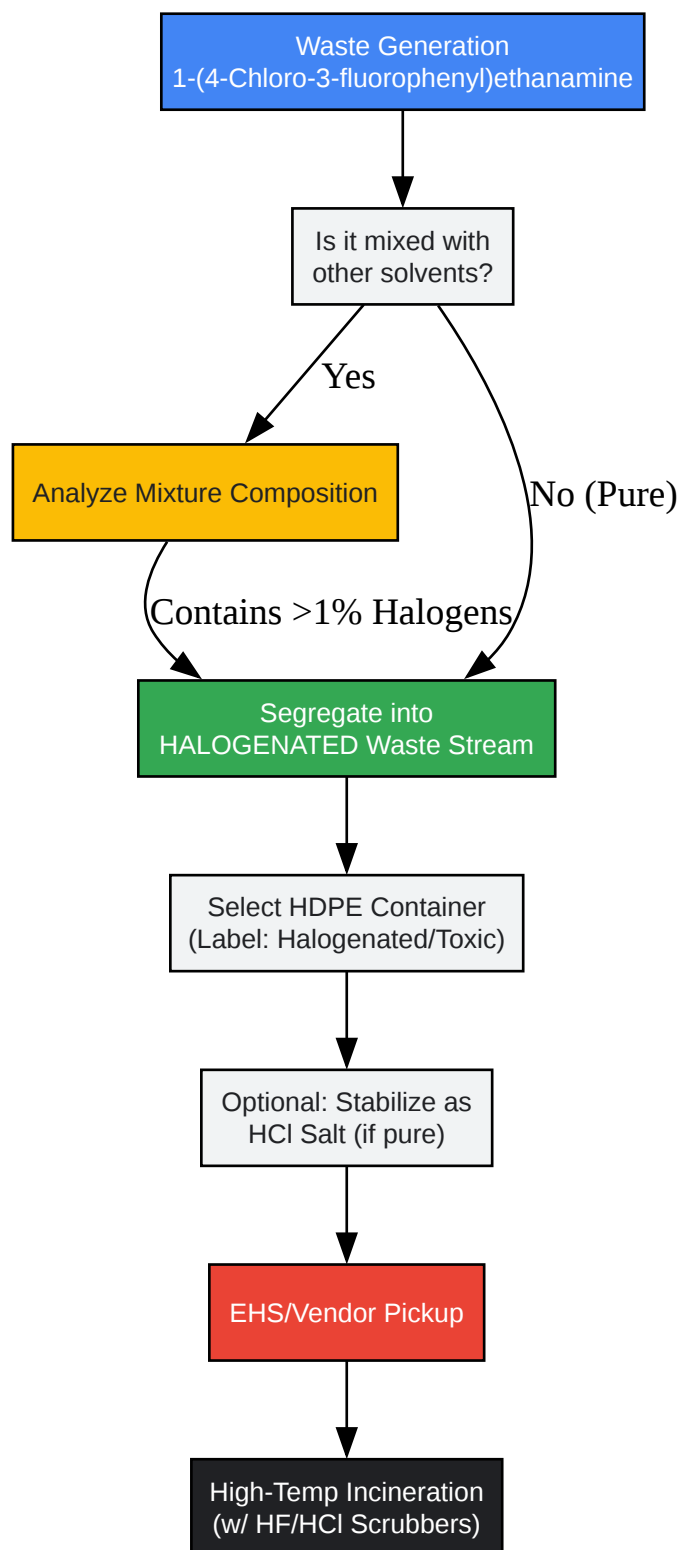 Waste Generation
1-(4-Chloro-3-fluorophenyl)ethanamine
Is it mixed with
other solvents?
Yes
Analyze Mixture Composition
No (Pure)
Contains >1% Halogens
Segregate into
HALOGENATED Waste Stream
Select HDPE Container
(Label: Halogenated/Toxic)
Optional: Stabilize as
HCl Salt (if pure)
EHS/Vendor Pickup
High-Temp Incineration
(w/ HF/HCl Scrubbers)